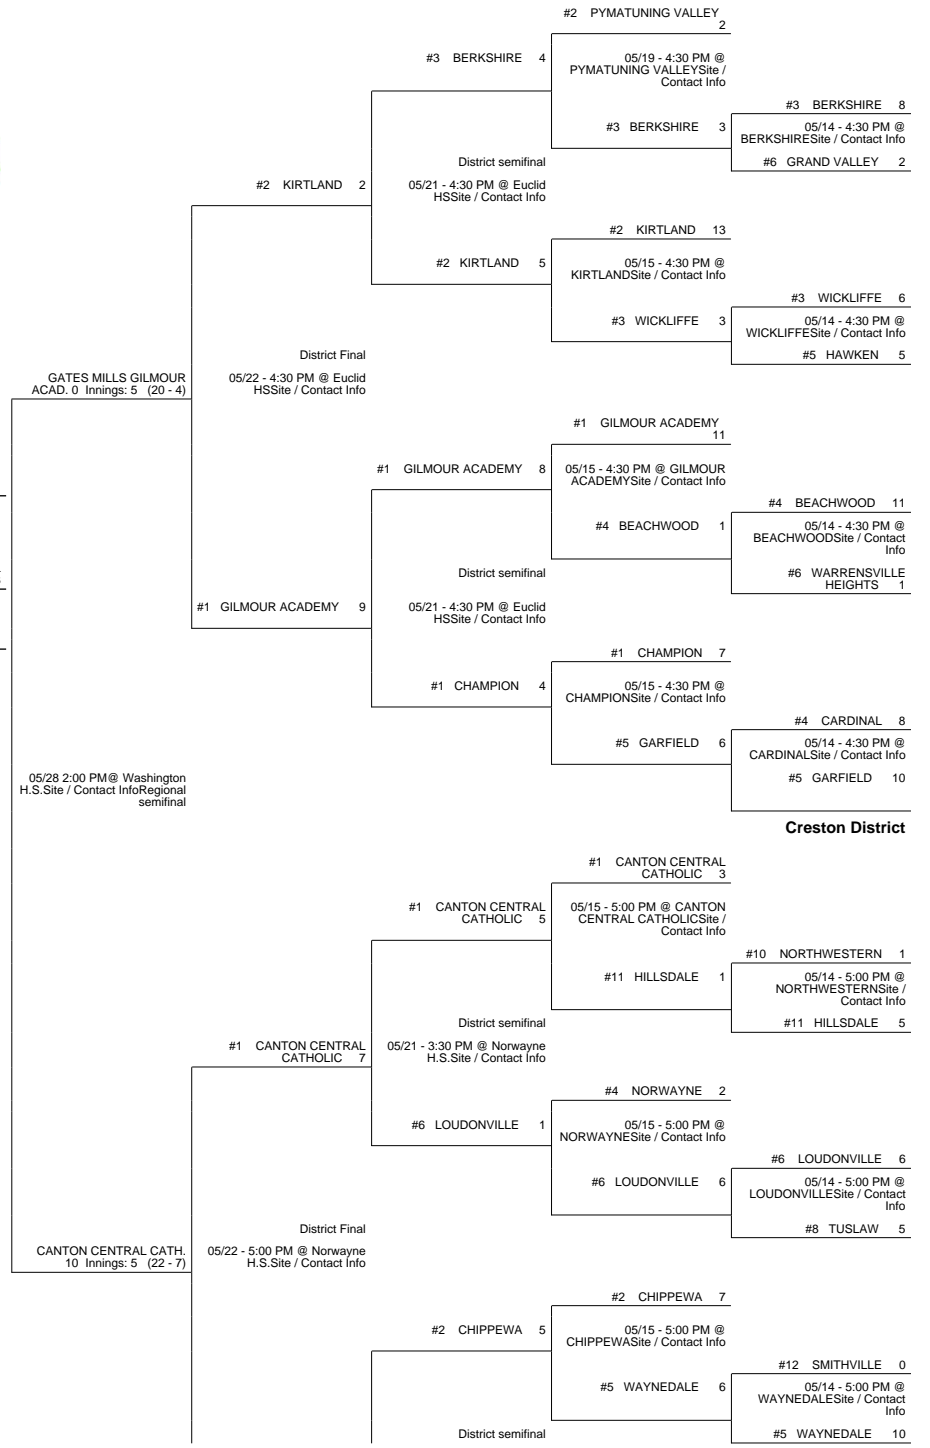 #2 PYMATUNING VALLEY
2
#3 BERKSHIRE 4
05/19 - 4:30 PM @
PYMATUNING VALLEYSite /
Contact Info
#3 BERKSHIRE 8
#3 BERKSHIRE 3
05/14 - 4:30 PM @
BERKSHIRESite / Contact Info
#6 GRAND VALLEY 2
District semifinal
#2 KIRTLAND 2
05/21 - 4:30 PM @ Euclid
HSSite / Contact Info
#2 KIRTLAND 13
#2 KIRTLAND 5
05/15 - 4:30 PM @
KIRTLANDSite / Contact Info
#3 WICKLIFFE 6
#3 WICKLIFFE 3
05/14 - 4:30 PM @
WICKLIFFESite / Contact Info
#5 HAWKEN 5
District Final
GATES MILLS GILMOUR
ACAD. 0 Innings: 5 (20 - 4)
05/22 - 4:30 PM @ Euclid
HSSite / Contact Info
#1 GILMOUR ACADEMY
11
#1 GILMOUR ACADEMY 8
05/15 - 4:30 PM @ GILMOUR
ACADEMYSite / Contact Info
#4 BEACHWOOD 11
#4 BEACHWOOD 1
05/14 - 4:30 PM @
BEACHWOODSite / Contact
Info
District semifinal
#6 WARRENSVILLE
HEIGHTS 1
#1 GILMOUR ACADEMY 9
05/21 - 4:30 PM @ Euclid
HSSite / Contact Info
#1 CHAMPION 7
#1 CHAMPION 4
05/15 - 4:30 PM @
CHAMPIONSite / Contact Info
#4 CARDINAL 8
#5 GARFIELD 6
05/14 - 4:30 PM @
CARDINALSite / Contact Info
05/28 2:00 PM@ Washington
H.S.Site / Contact InfoRegional
semifinal
#5 GARFIELD 10
Creston District
#1 CANTON CENTRAL
CATHOLIC 3
#1 CANTON CENTRAL
CATHOLIC 5
05/15 - 5:00 PM @ CANTON
CENTRAL CATHOLICSite /
Contact Info
#10 NORTHWESTERN 1
#11 HILLSDALE 1
05/14 - 5:00 PM @
NORTHWESTERNSite /
Contact Info
District semifinal
#11 HILLSDALE 5
#1 CANTON CENTRAL
CATHOLIC 7
05/21 - 3:30 PM @ Norwayne
H.S.Site / Contact Info
#4 NORWAYNE 2
#6 LOUDONVILLE 1
05/15 - 5:00 PM @
NORWAYNESite / Contact Info
#6 LOUDONVILLE 6
#6 LOUDONVILLE 6
05/14 - 5:00 PM @
LOUDONVILLESite / Contact
Info
District Final
#8 TUSLAW 5
CANTON CENTRAL CATH.
10 Innings: 5 (22 - 7)
05/22 - 5:00 PM @ Norwayne
H.S.Site / Contact Info
#2 CHIPPEWA 7
#2 CHIPPEWA 5
05/15 - 5:00 PM @
CHIPPEWASite / Contact Info
#12 SMITHVILLE 0
#5 WAYNEDALE 6
05/14 - 5:00 PM @
WAYNEDALESite / Contact
Info
District semifinal
#5 WAYNEDALE 10